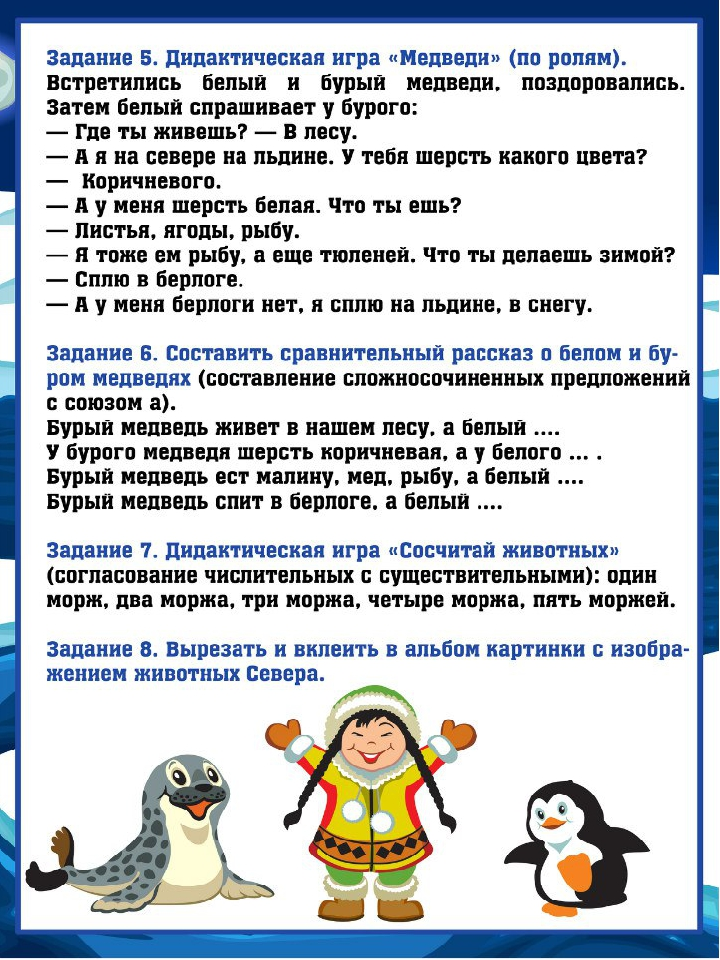 Задание 5. Дидактическая игра «Медведи» (по ролям).
Встретились белый и бурый медведи, поздоровались.
Затем белый спрашивает у бурого:
— Где ты живешь? — В лесу.
— А я на севере на льдине. У тебя шерсть какого цвета?
— Коричневого.
— А у меня шерсть белая. Что ты ешь?
— Листья, ягоды, рыбу.
— Я тоже ем рыбу, а еще тюленей. Что ты делаешь зимой?
— Сплю в берлоге.
— А у меня берлоги нет, я сплю на льдине, в снегу.
Задание 6. Составить сравнительный рассказ о белом и бу-
ром медведях (составление сложносочиненных предложений
с союзом а).
Бурый медведь живет в нашем лесу, а белый ....
У бурого медведя шерсть коричневая, а у белого ... .
Бурый медведь ест малину, мед, рыбу, а белый ....
Бурый медведь спит в берлоге, а белый ....
Задание 7. Дидактическая игра «Сосчитай животных»
(согласование числительных с существительными): один
морж, два моржа, три моржа, четыре моржа, пять моржей.
Задание 8. Вырезать и вклеить в альбом картинки с изобра-
жением животных Севера.